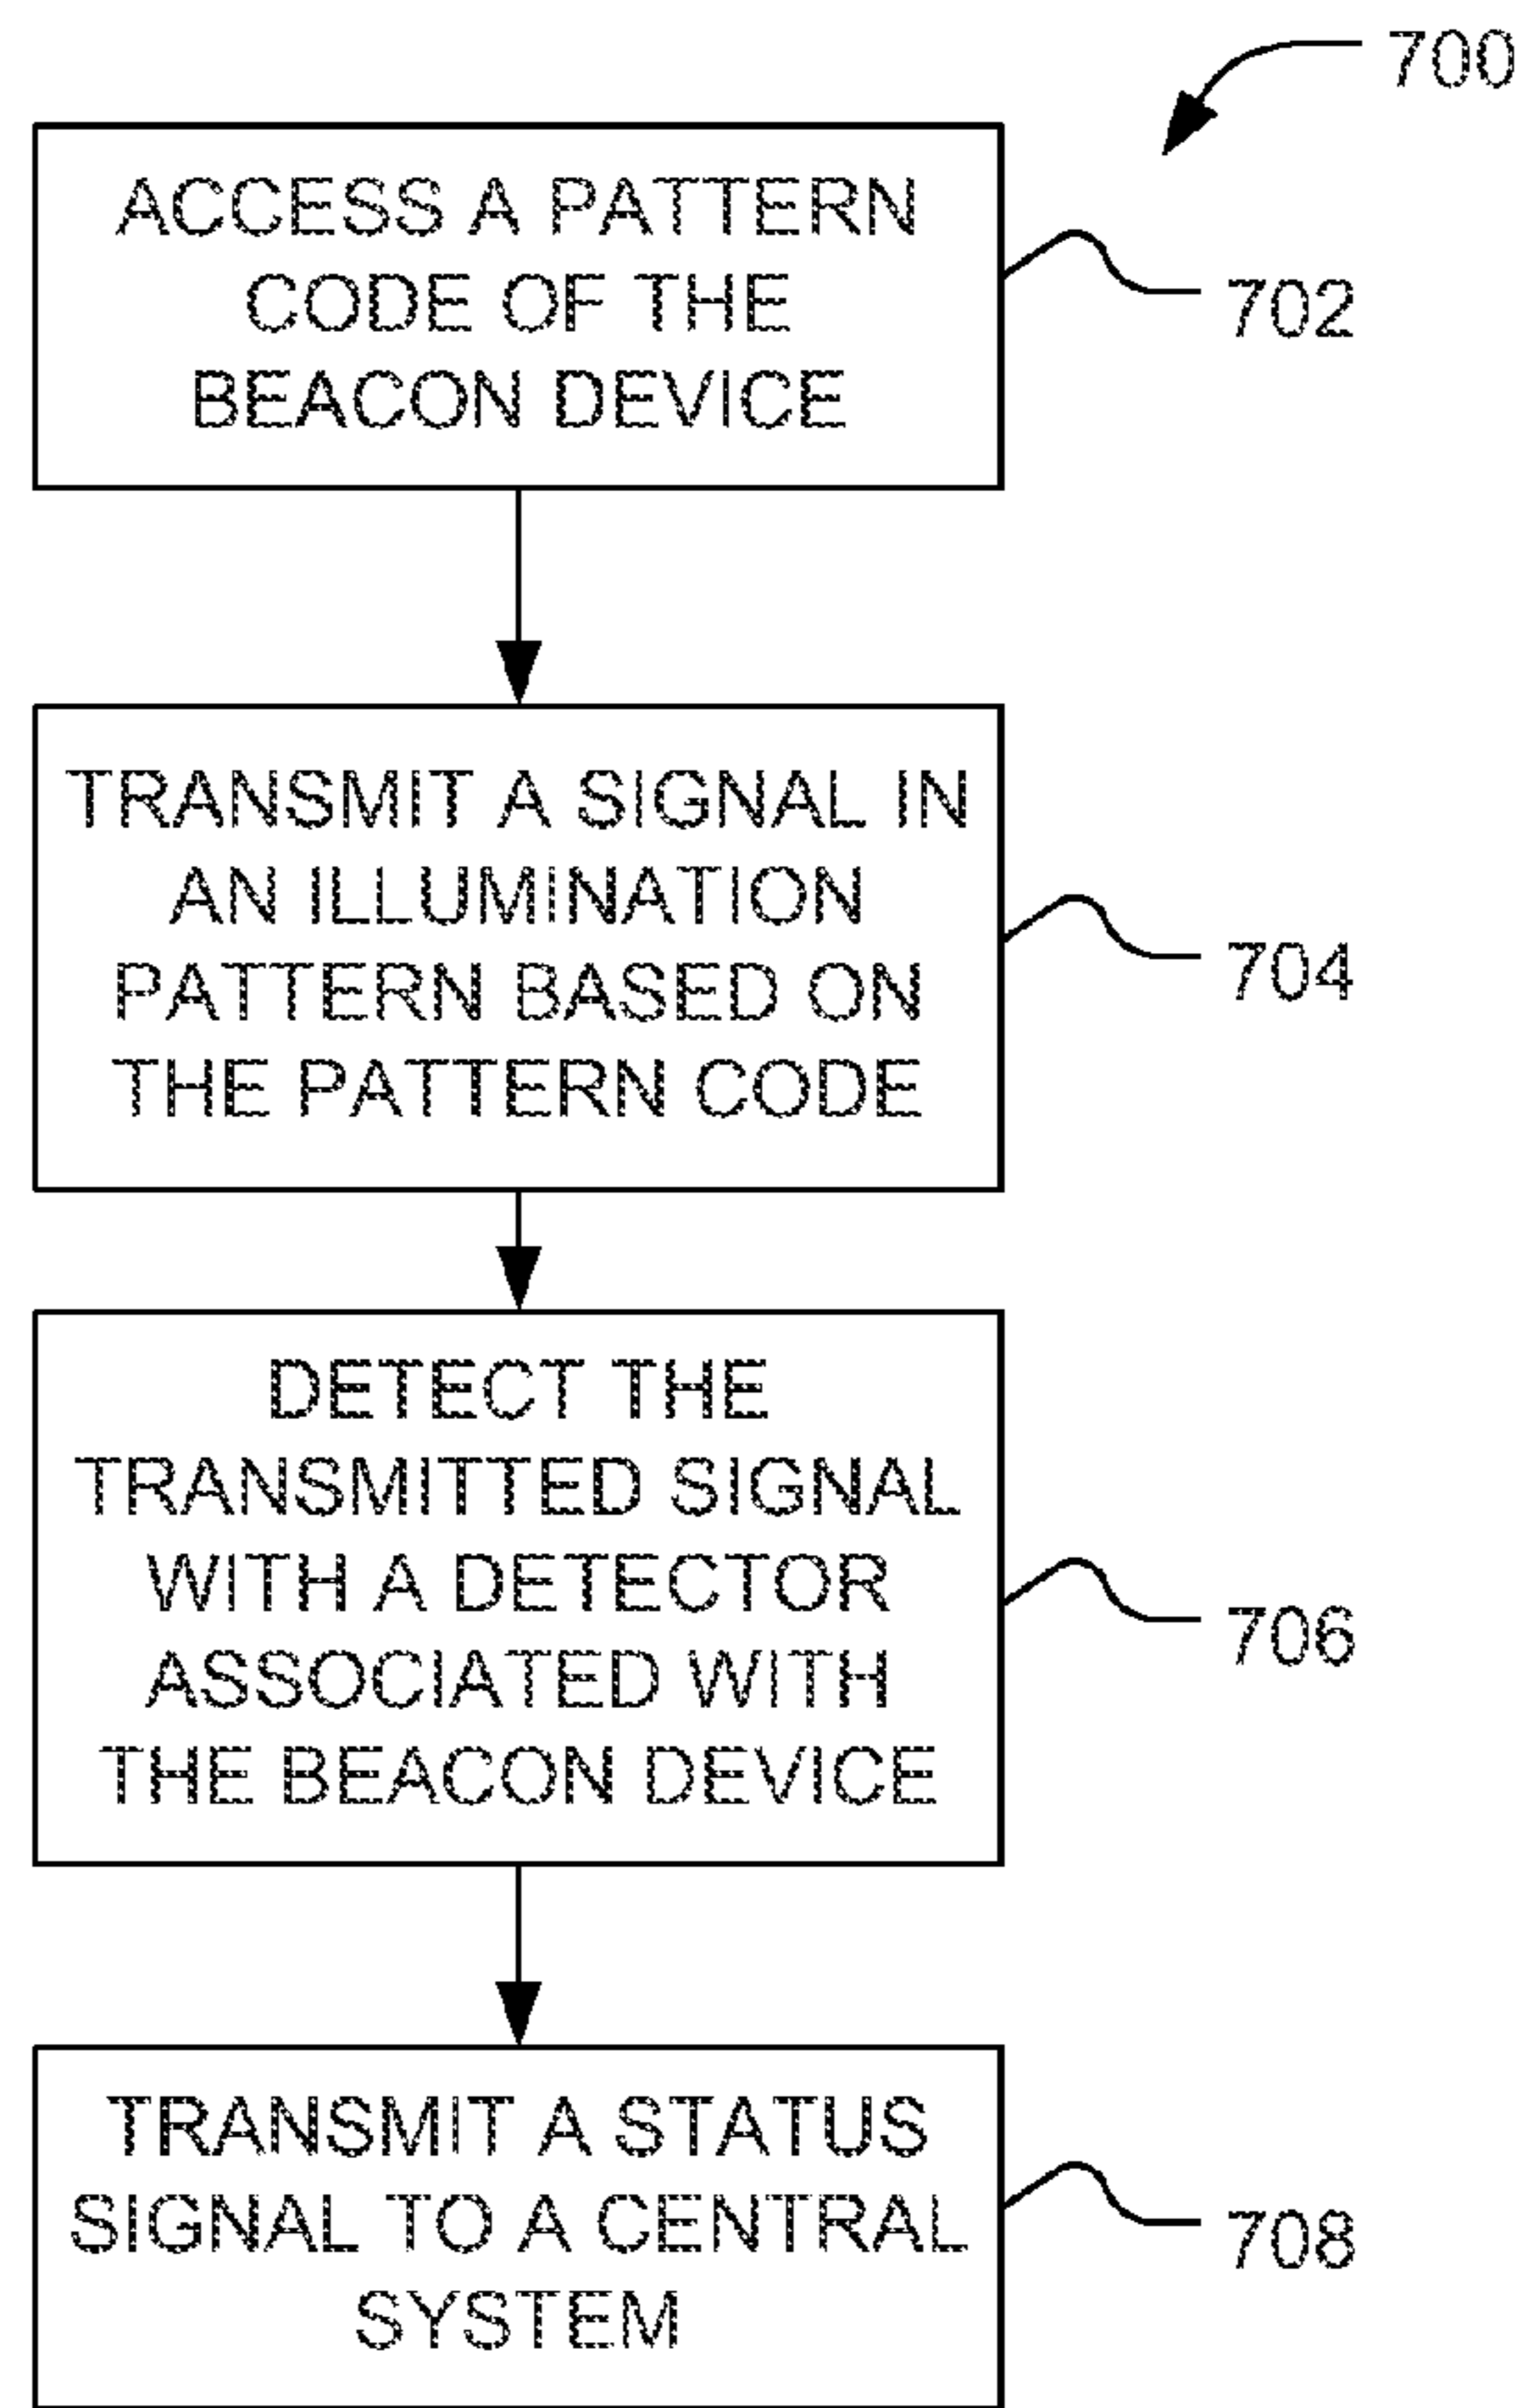 700
ACCESS A PATTERN
CODE OF THE
BEACON DEVICE
702
TRANSMIT A SIGNAL IN
AN ILLUMINATION
PATTERN BASED ON
THE PATTERN CODE
704
DETECT THE
TRANSMITTED SIGNAL
WITH A DETECTOR
ASSOCIATED WITH
THE BEACON DEVICE
706
TRANSMIT A STATUS
SIGNAL TO A CENTRAL
SYSTEM
708